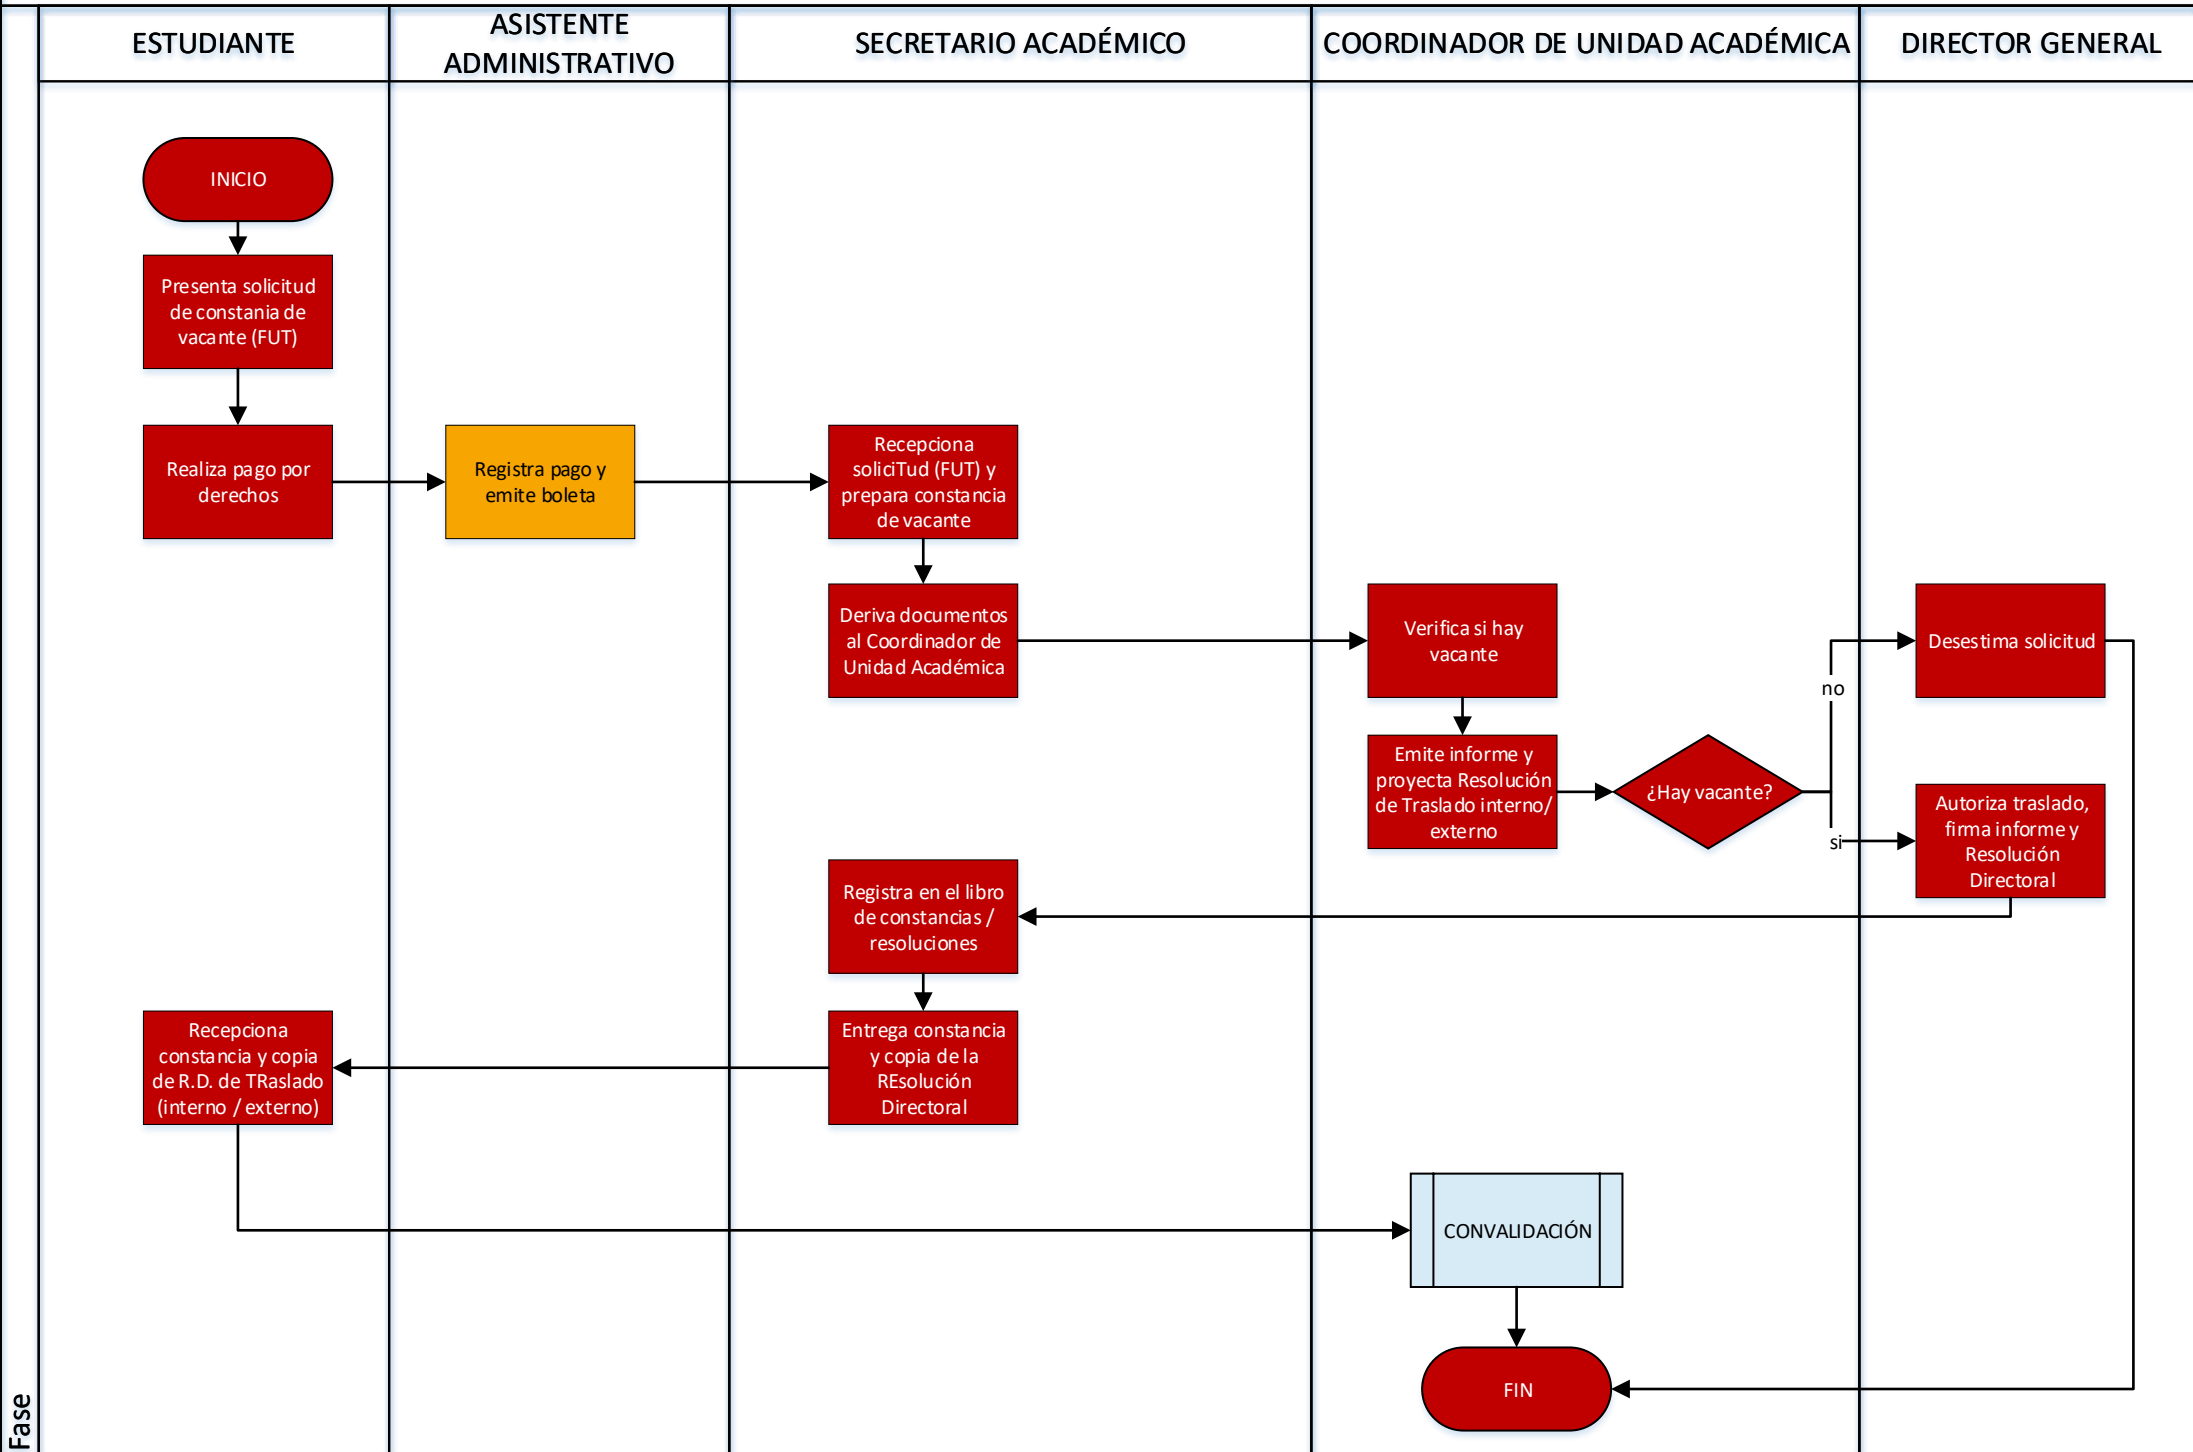 ESTUDIANTE
ASISTENTE
ADMINISTRATIVO
SECRETARIO ACADÉMICO
COORDINADOR DE UNIDAD ACADÉMICA
DIRECTOR GENERAL
INICIO
Presenta solicitud
de constania de
vacante (FUT)
Realiza pago por
derechos
Registra pago y
emite boleta
Recepciona
soliciTud (FUT) y
prepara constancia
de vacante
Deriva documentos
al Coordinador de
Unidad Académica
Verifica si hay
vacante
Emite informe y
proyecta Resolución
de Traslado interno/
externo
¿Hay vacante?
no
si
Desestima solicitud
Autoriza traslado,
firma informe y
Resolución
Directoral
Registra en el libro
de constancias /
resoluciones
Entrega constancia
y copia de la
REsolución
Directoral
Recepciona
constancia y copia
de R.D. de TRaslado
(interno / externo)
CONVALIDACIÓN
FIN
Fase